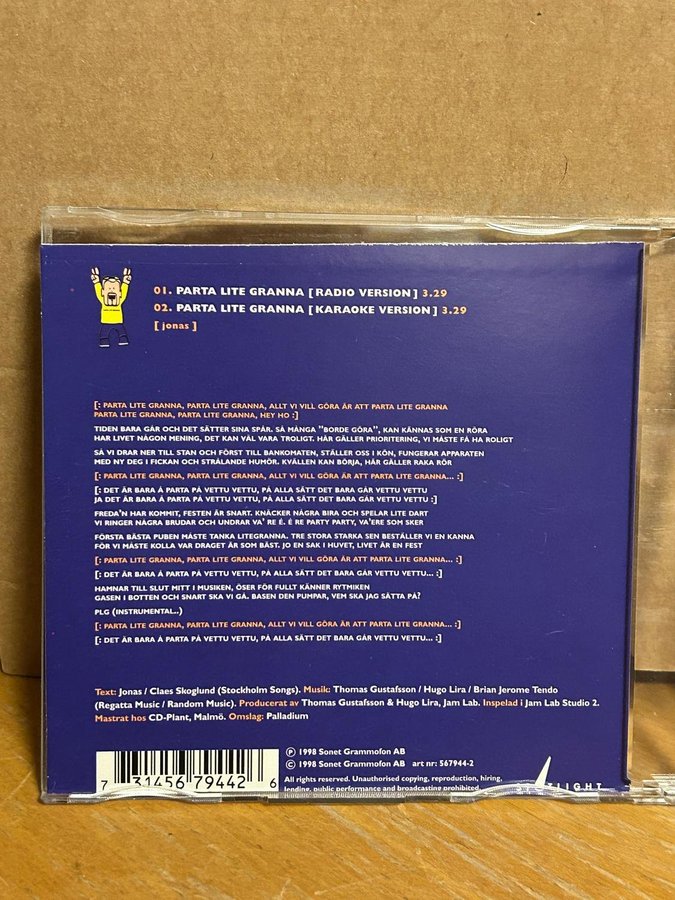 01. PARTA LITE GRANNA [ RADIO VERSION ] 3.29
02. PARTA LITE GRANNA [ KARAOKE VERSION ] 3.29
[ jonas ]
[: PARTA LITE GRANNA, PARTA LITE GRANNA, ALLT VI VILL GÖRA ÄR ATT PARTA LITE GRANNA
PARTA LITE GRANNA, PARTA LITE GRANNA, HEY HO :]
TIDEN BARA GÅR OCH DET SÄTTER SINA SPÅR. SÅ MÅNGA "BORDE GÖRA", KAN KÄNNAS SOM EN RÖRA
HAR LIVET NÅGON MENING, DET KAN VÄL VARA TROLIGT. HÄR GÄLLER PRIORITERING, VI MÅSTE FÅ HA ROLIGT
SÅ VI DRAR NER TILL STAN OCH FÖRST TILL BANKOMATEN, STÄLLER OSS I KÖN, FUNGERAR APPARATEN
MED NY DEG I FICKAN OCH STRÅLANDE HUMÖR. KVÄLLEN KAN BÖRJA, HÄR GÄLLER RAKA RÖR
[: PARTA LITE GRANNA, PARTA LITE GRANNA, ALLT VI VILL GÖRA ÄR ATT PARTA LITE GRANNA... :]
[: DET ÄR BARA Å PARTA PÅ VETTU VETTU, PÅ ALLA SÄTT DET BARA GÅR VETTU VETTU
JA DET ÄR BARA Å PARTA PÅ VETTU VETTU, PÅ ALLA SÄTT DET BARA GÅR VETTU VETTU :]
FREDA'N HAR KOMMIT, FESTEN ÄR SNART. KNÄCKER NÅGRA BIRA OCH SPELAR LITE DART
VI RINGER NÅGRA BRUDAR OCH UNDRAR VA' RE É. É RE PARTY PARTY, VA'ERE SOM SKER
FÖRSTA BÄSTA PUBEN MÅSTE TANKA LITEGRANNA. TRE STORA STARKA SEN BESTÄLLER VI EN KANNA
FÖR VI MÅSTE KOLLA VAR DRAGET ÄR SOM BÄST. JO EN SAK I HUVET, LIVET ÄR EN FEST
[: PARTA LITE GRANNA, PARTA LITE GRANNA, ALLT VI VILL GÖRA ÄR ATT PARTA LITE GRANNA... :]
[: DET ÄR BARA Å PARTA PÅ VETTU VETTU, PÅ ALLA SÄTT DET BARA GÅR VETTU VETTU... :]
HAMNAR TILL SLUT MITT I MUSIKEN, ÖSER FÖR FULLT KÄNNER RYTMIKEN
GASEN I BOTTEN OCH SNART SKA VI GÅ. BASEN DEN PUMPAR, VEM SKA JAG SÄTTA PÅ?
PLG (INSTRUMENTAL..)
[: PARTA LITE GRANNA, PARTA LITE GRANNA, ALLT VI VILL GÖRA ÄR ATT PARTA LITE GRANNA... :]
[: DET ÄR BARA Å PARTA PÅ VETTU VETTU, PÅ ALLA SÄTT DET BARA GÅR VETTU VETTU... :]
Text: Jonas / Claes Skoglund (Stockholm Songs). Musik: Thomas Gustafsson / Hugo Lira / Brian Jerome Tendo
(Regatta Music / Random Music). Producerat av Thomas Gustafsson & Hugo Lira, Jam Lab. Inspelad i Jam Lab Studio 2.
Mastrat hos CD-Plant, Malmö. Omslag: Palladium
7 31456 79442 6
Ⓟ 1998 Sonet Grammofon AB
© 1998 Sonet Grammofon AB art nr: 567944-2
All rights reserved. Unauthorised copying, reproduction, hiring,
lending, public performance and broadcasting prohibited.